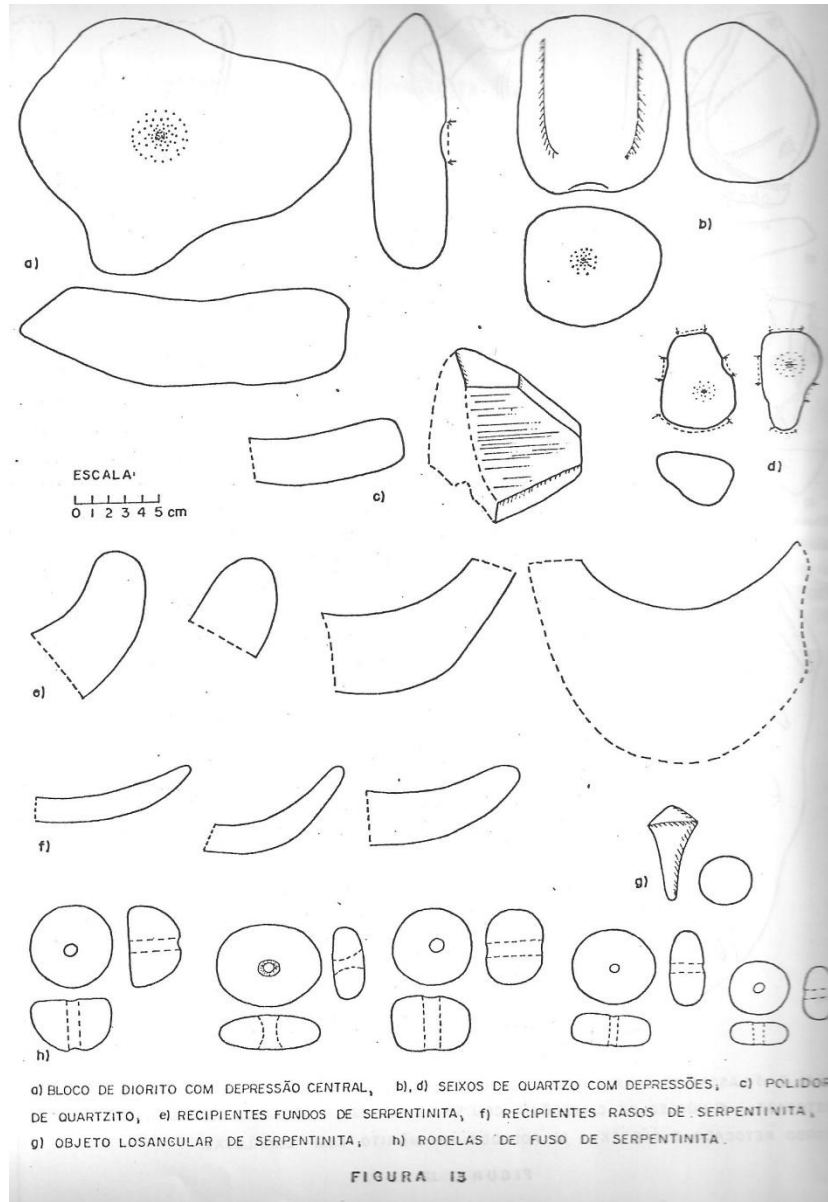 a)
b)
ESCALA:
0 1 2 3 4 5 cm
c)
d)
e)
f)
g)
h)
a) BLOCO DE DIORITO COM DEPRESSÃO CENTRAL, b), d) SEIXOS DE QUARTZO COM DEPRESSÕES, c) POLIDOR
DE QUARTZITO, e) RECIPIENTES FUNDOS DE SERPENTINITA, f) RECIPIENTES RASOS DE SERPENTINITA,
g) OBJETO LOSANGULAR DE SERPENTINITA, h) RODELAS DE FUSO DE SERPENTINITA.
FIGURA 13